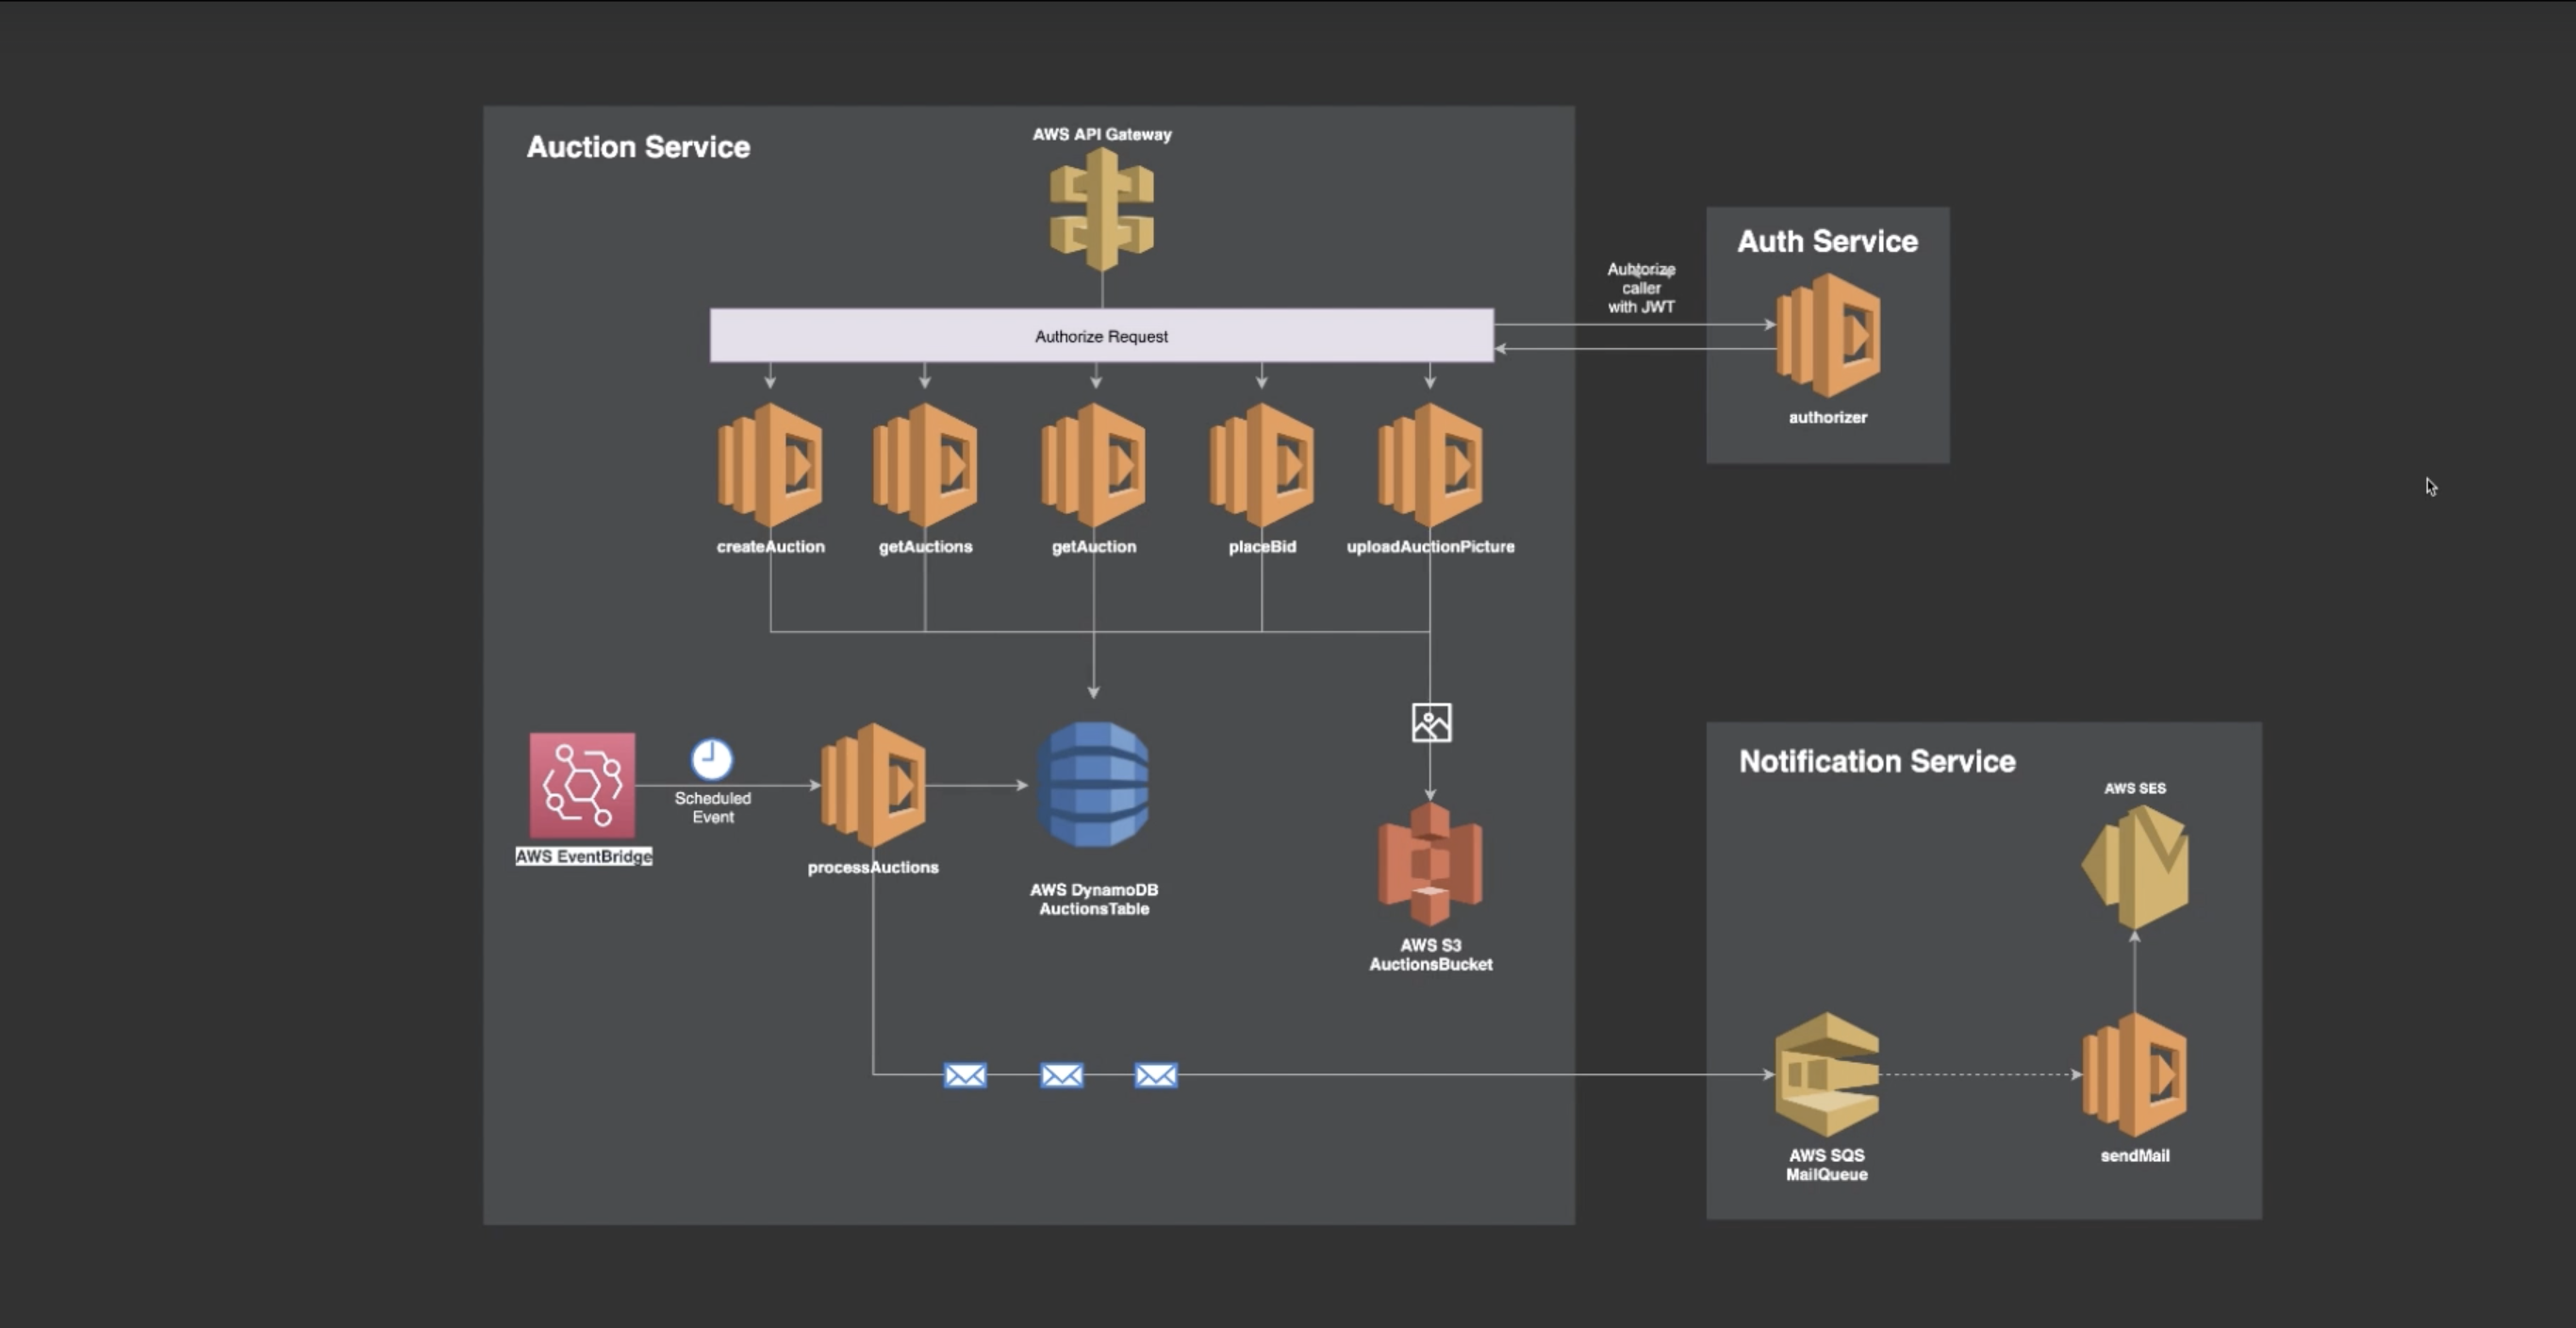 Auction Service
AWS API Gateway
Authorize Request
Auth Service
authorizer
caller
with JWT
createAuction
getAuctions
getAuction
placeBid
uploadAuctionPicture
AWS EventBridge
Scheduled
Event
processAuctions
AWS DynamoDB
AuctionsTable
AWS S3
AuctionsBucket
Notification Service
AWS SES
AWS SQS
MailQueue
sendMail